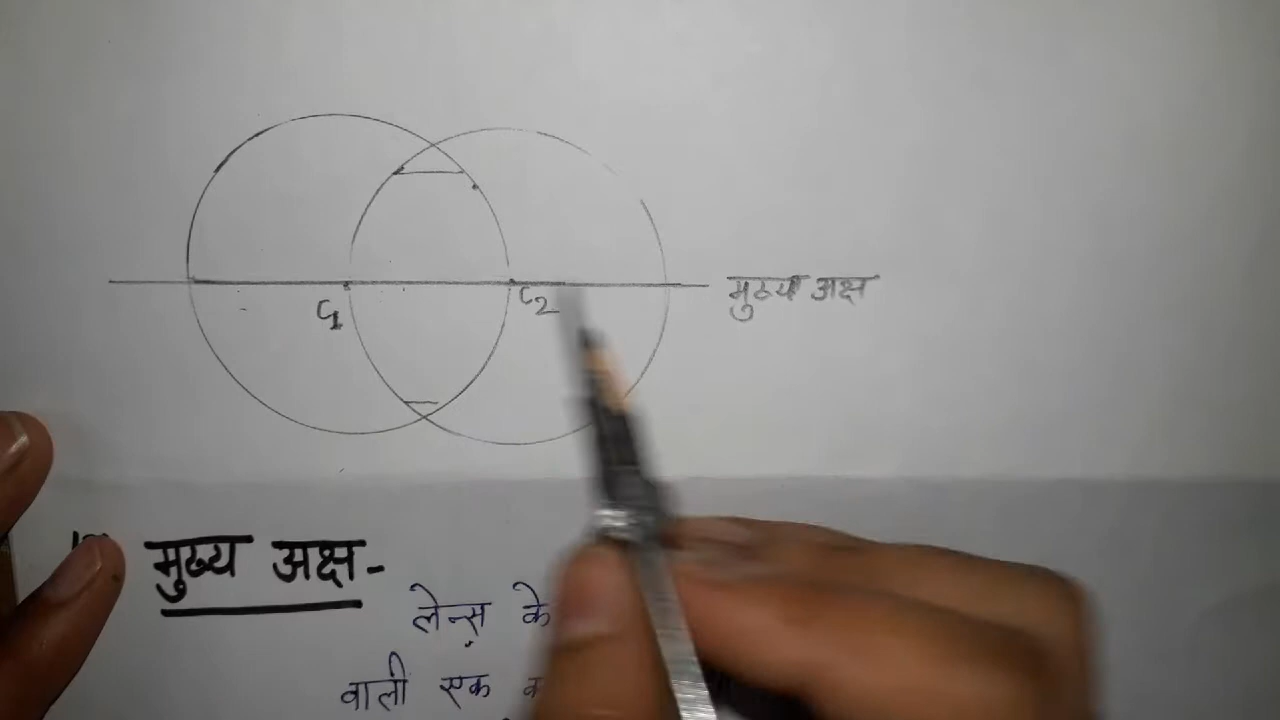 C1
C2
मुख्य अक्ष
मुख्य अक्ष-
लेन्स के
वाली एक